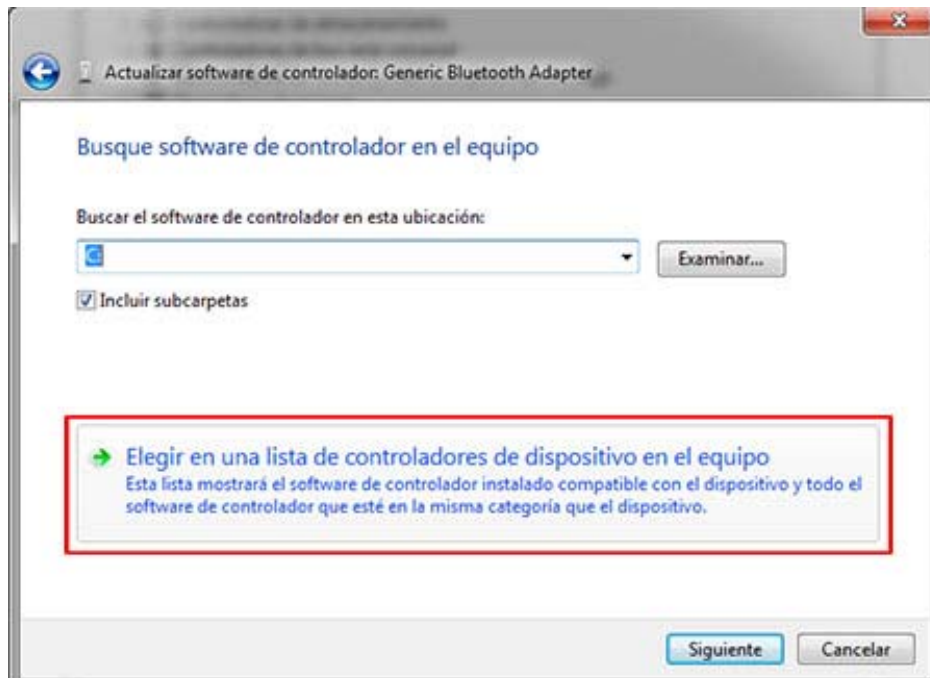 Actualizar software de controlador: Generic Bluetooth Adapter
Busque software de controlador en el equipo
Buscar el software de controlador en esta ubicación:
Examinar...
Incluir subcarpetas
Elegir en una lista de controladores de dispositivo en el equipo
Esta lista mostrará el software de controlador instalado compatible con el dispositivo y todo el
software de controlador que esté en la misma categoría que el dispositivo.
Siguiente
Cancelar